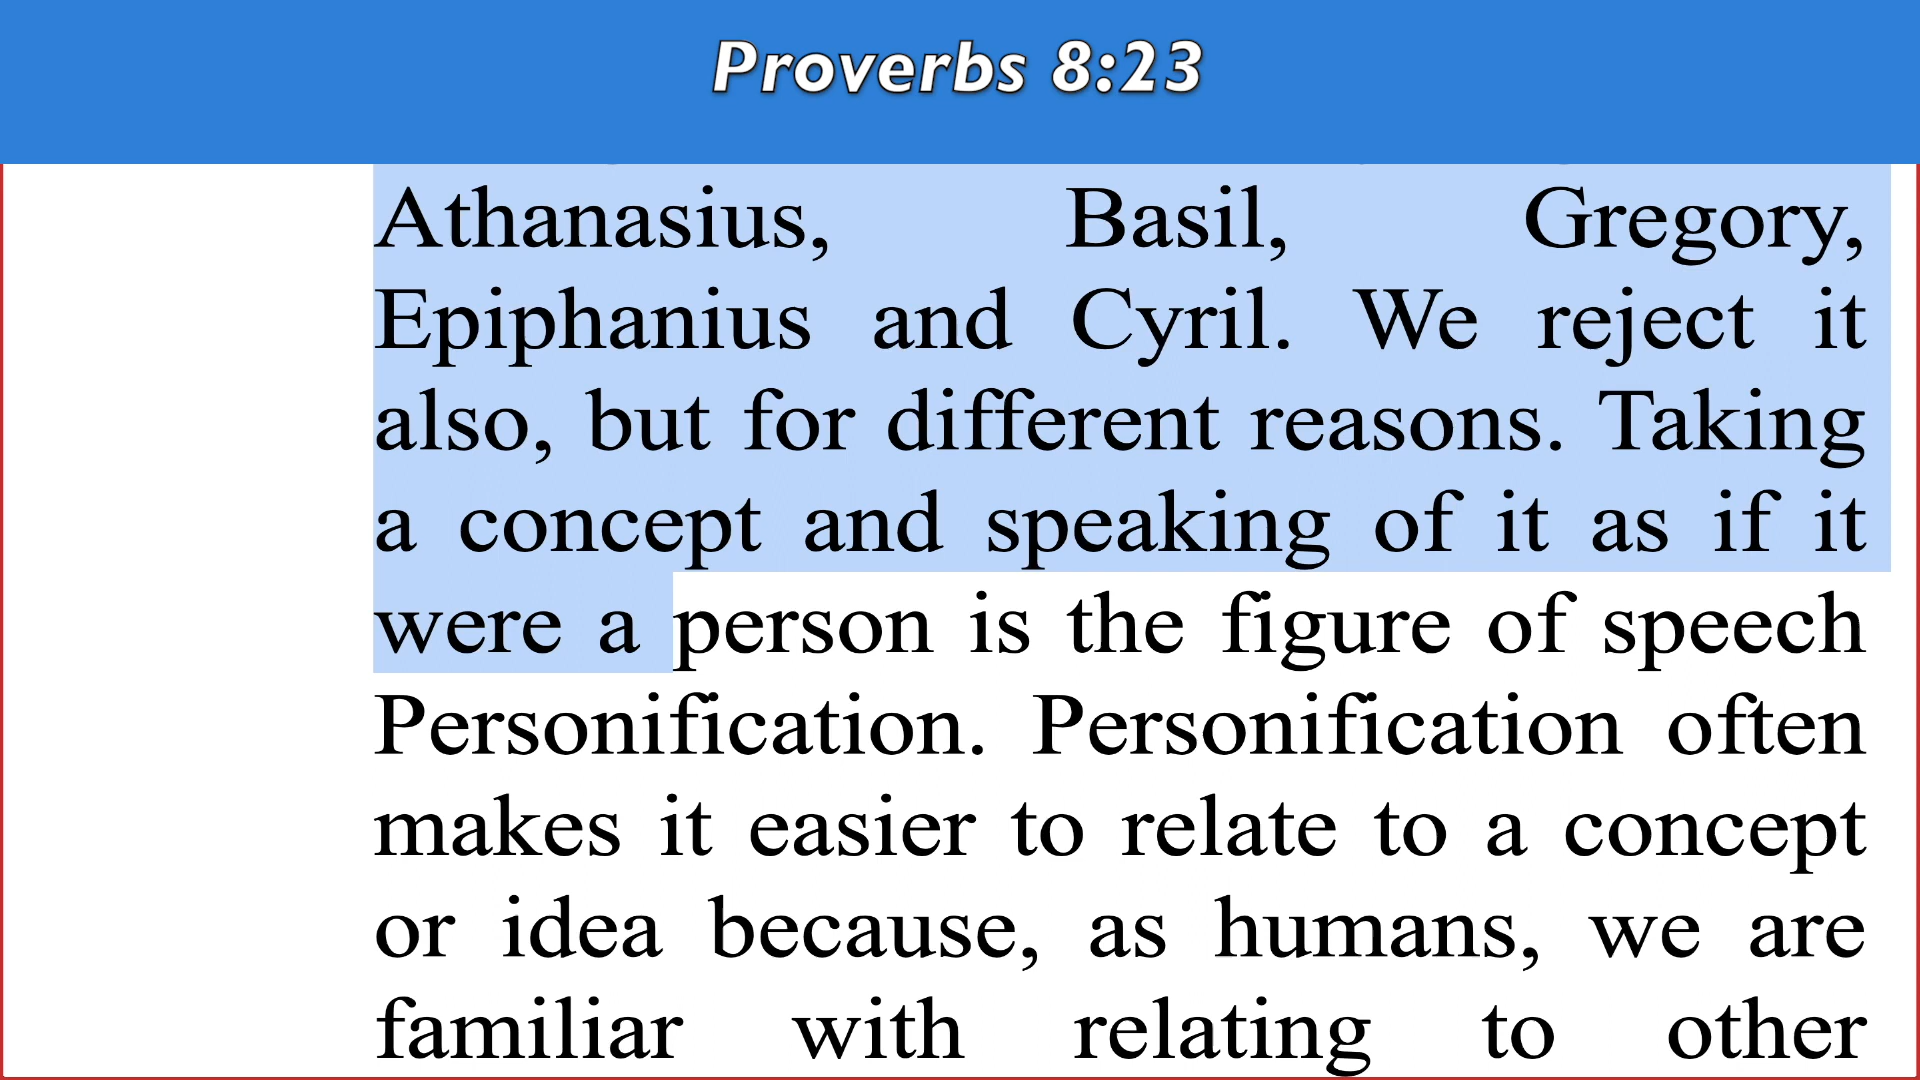 Proverbs 8:23
Athanasius, Basil, Gregory,
Epiphanius and Cyril. We reject it
also, but for different reasons. Taking
a concept and speaking of it as if it
were a person is the figure of speech
Personification. Personification often
makes it easier to relate to a concept
or idea because, as humans, we are
familiar with relating to other